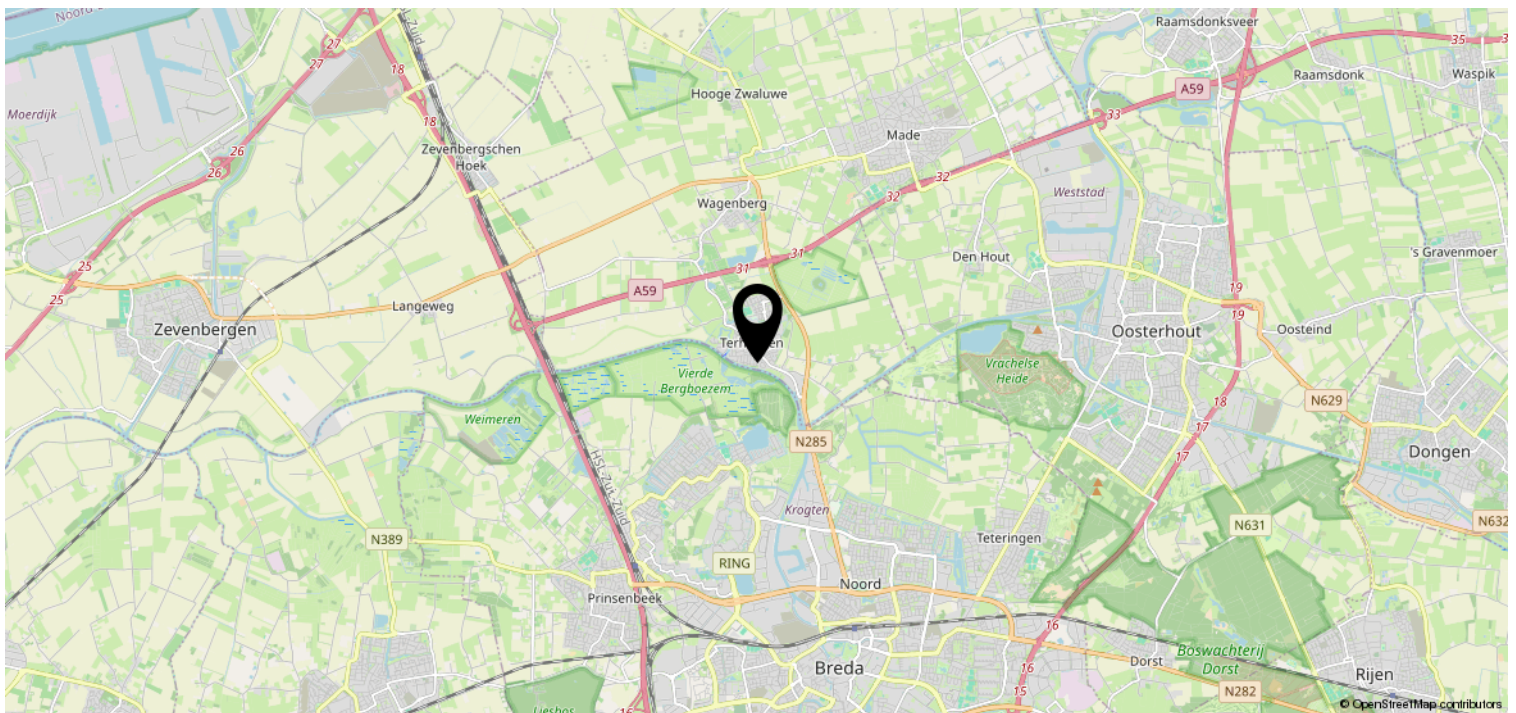 Raamsdonksveer
27
35
27
18
Raamsdonk
Waspik
A59
Hooge Zwaluwe
Moerdijk
33
18
Made
Zevenbergschen
Hoek
26
26
32
Weststad
32
Wagenberg
's Gravenmoer
31
Den Hout
25
31
A59
19
25
Langeweg
19
Zevenbergen
Oosterhout
Oosteind
Vrachelse
Heide
Vierde
Bergboezem
N629
18
Weimeren
17
N285
17
Dongen
HSL-Zuid
Krogten
N631
N632
N389
Teteringen
RING
Noord
Prinsenbeek
16
Boswachterij
Dorst
Dorst
Breda
16
Rijen
15
N282
© OpenStreetMap contributors